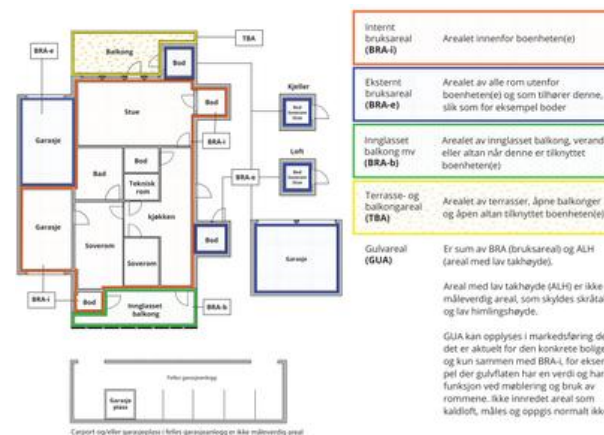 TBA
BRA-e
Balkong
Bod
Kjeller
Stue
Bod
Bod
Garasje
BRA-i
Loft
Bod
Bad
Teknisk
rom
BRA-e
Bod
kjøkken
Garasje
Soverom
Bod
Garasje
Soverom
BRA-i
Bod
Innglasset
balkong
BRA-b
Felles garasjeanlegg
Garasje
plass
Carport og/eller garasjeplass i felles garasjeanlegg er ikke måleverdig areal
Internt
bruksareal
(BRA-i)
Arealet innenfor boenheten(e)
Eksternt
bruksareal
(BRA-e)
Arealet av alle rom utenfor
boenheten(e) og som tilhører denne,
slik som for eksempel boder
Innglasset
balkong mv
(BRA-b)
Arealet av innglasset balkong, verand
eller altan når denne er tilknyttet
boenheten(e)
Terrasse- og
balkongareal
(TBA)
Arealet av terrasser, åpne balkonger
og åpen altan tilknyttet boenheten(e)
Gulvareal
(GUA)
Er sum av BRA (bruksareal) og ALH
(areal med lav takhøyde).
Areal med lav takhøyde (ALH) er ikke
måleverdig areal, som skyldes skråta
og lav himlingshøyde.
GUA kan opplyses i markedsføring de
det er aktuelt for den konkrete bolige
og kun sammen med BRA-i, for eksem
pel der gulvflaten har en verdi og har
funksjon ved møblering og bruk av
rommene. Ikke innredet areal som
kaldloft, måles og oppgis normalt ikk